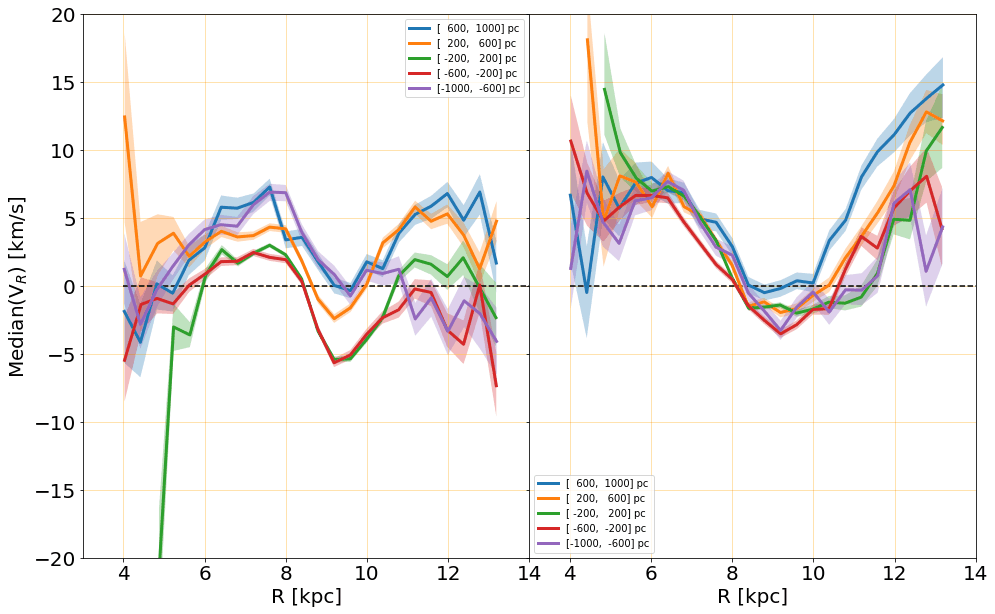 20
15
10
5
0
−5
−10
−15
−20
Median(V_R) [km/s]
[ 600, 1000] pc
[ 200, 600] pc
[ -200, 200] pc
[ -600, -200] pc
[-1000, -600] pc
4 6 8 10 12 14
R [kpc]
[ 600, 1000] pc
[ 200, 600] pc
[ -200, 200] pc
[ -600, -200] pc
[-1000, -600] pc
4 6 8 10 12 14
R [kpc]